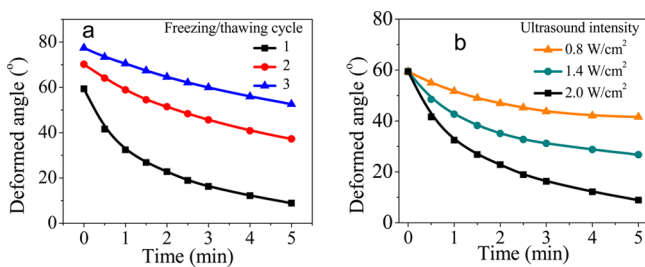 a
Freezing/thawing cycle
1
2
3
80
60
40
20
0
Deformed angle (°)
0 1 2 3 4 5
Time (min)
b
Ultrasound intensity
0.8 W/cm²
1.4 W/cm²
2.0 W/cm²
80
60
40
20
0
Deformed angle (°)
0 1 2 3 4 5
Time (min)